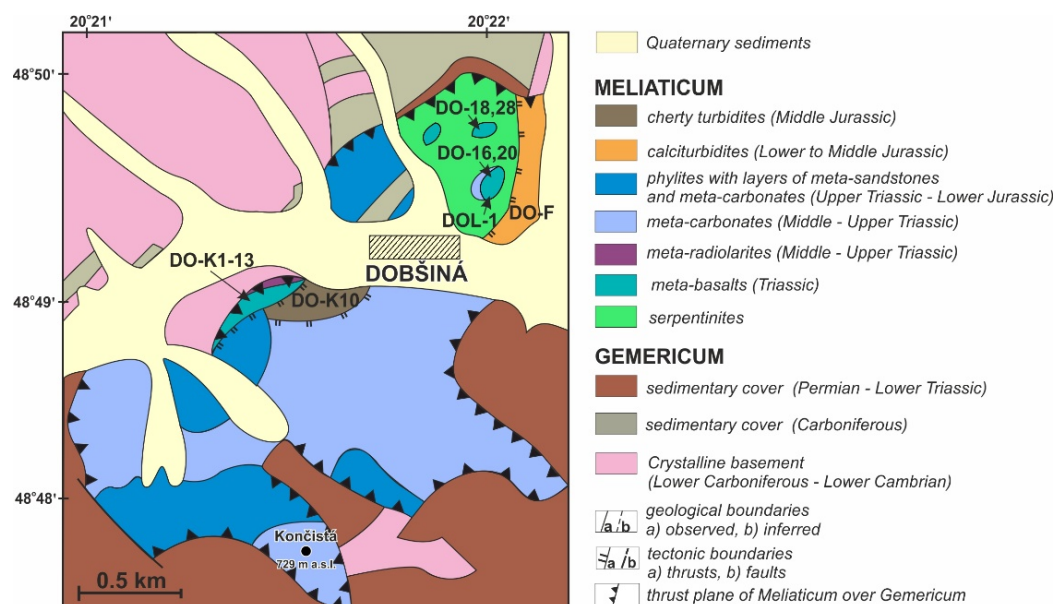 20°21'
20°22'
48°50'
48°49'
48°48'
DO-18,28
DO-16,20
DO-F
DOL-1
DOBŠINÁ
DO-K1-13
DO-K10
Končistá
729 m a.s.l.
0.5 km
Quaternary sediments
MELIATICUM
cherty turbidites (Middle Jurassic)
calciturbidites (Lower to Middle Jurassic)
phylites with layers of meta-sandstones
and meta-carbonates (Upper Triassic - Lower Jurassic)
meta-carbonates (Middle - Upper Triassic)
meta-radiolarites (Middle - Upper Triassic)
meta-basalts (Triassic)
serpentinites
GEMERICUM
sedimentary cover (Permian - Lower Triassic)
sedimentary cover (Carboniferous)
Crystalline basement
(Lower Carboniferous - Lower Cambrian)
a b
geological boundaries
a) observed, b) inferred
a b
tectonic boundaries
a) thrusts, b) faults
thrust plane of Meliaticum over Gemericum